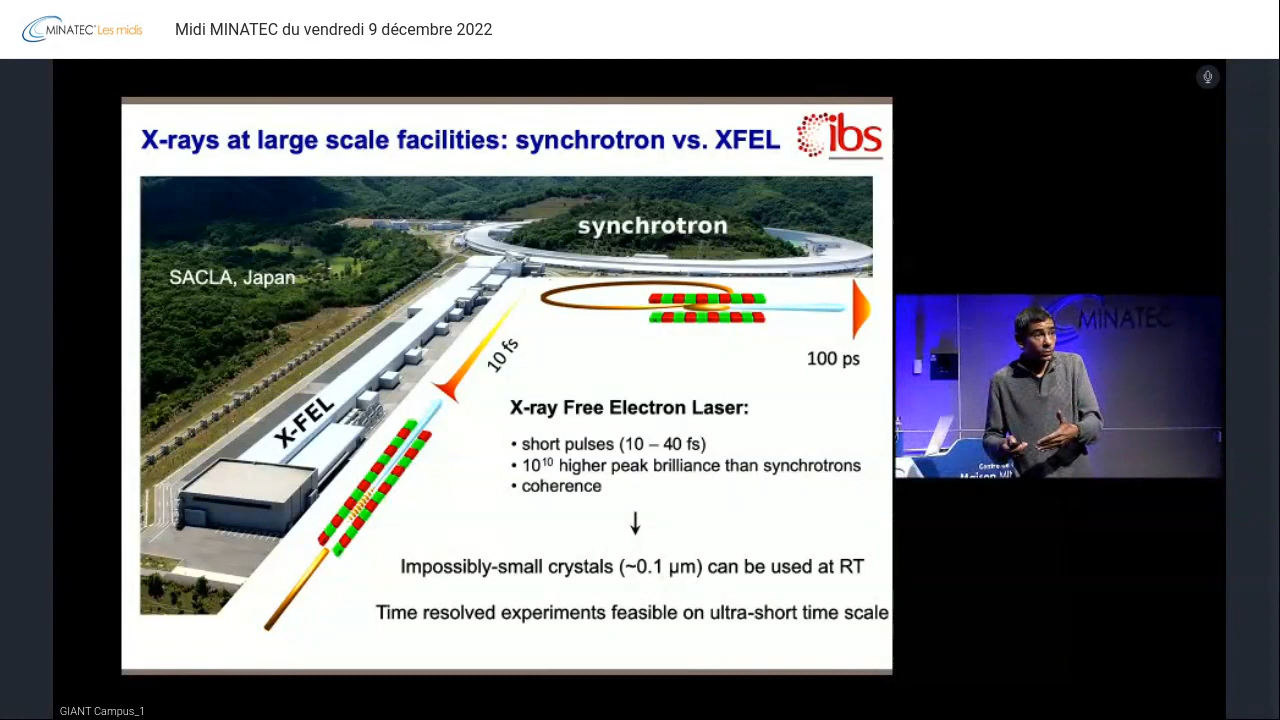 MINATEC Les midis
Midi MINATEC du vendredi 9 décembre 2022
X-rays at large scale facilities: synchrotron vs. XFEL
ibs
synchrotron
SACLA, Japan
10 fs
100 ps
X-FEL
X-ray Free Electron Laser:
• short pulses (10 – 40 fs)
• 10¹⁰ higher peak brilliance than synchrotrons
• coherence
↓
Impossibly-small crystals (~0.1 µm) can be used at RT
Time resolved experiments feasible on ultra-short time scale
MINATEC
Maison
GIANT Campus_1